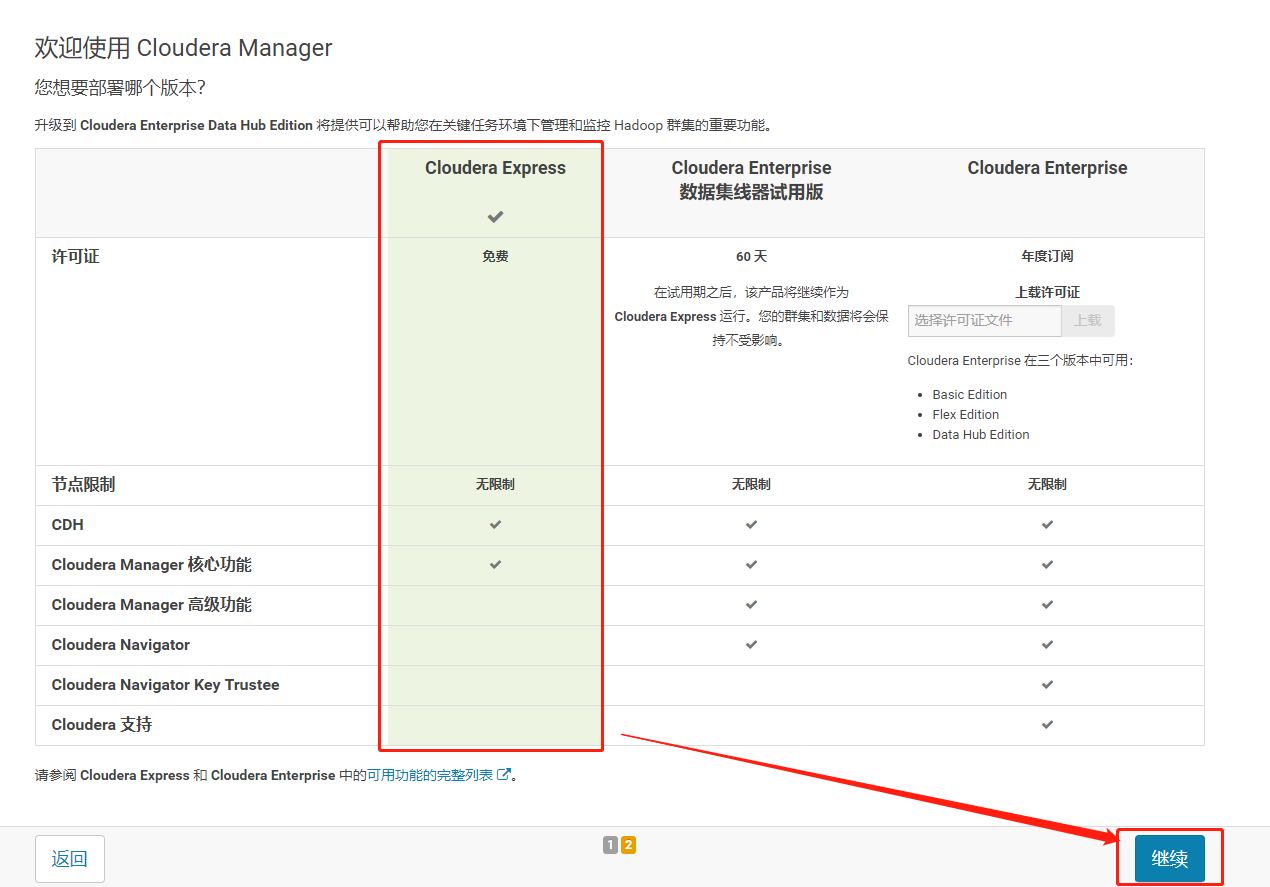 欢迎使用 Cloudera Manager
您想要部署哪个版本?
升级到 Cloudera Enterprise Data Hub Edition 将提供可以帮助您在关键任务环境下管理和监控 Hadoop 群集的重要功能。
Cloudera Express
Cloudera Enterprise
数据集线器试用版
Cloudera Enterprise
许可证
免费
60 天
在试用期之后，该产品将继续作为
Cloudera Express 运行。您的群集和数据将会保
持不受影响。
年度订阅
上载许可证
选择许可证文件 上载
Cloudera Enterprise 在三个版本中可用：
Basic Edition
Flex Edition
Data Hub Edition
节点限制 无限制 无限制 无限制
CDH
Cloudera Manager 核心功能
Cloudera Manager 高级功能
Cloudera Navigator
Cloudera Navigator Key Trustee
Cloudera 支持
请参阅 Cloudera Express 和 Cloudera Enterprise 中的可用功能的完整列表。
返回 1 2 继续